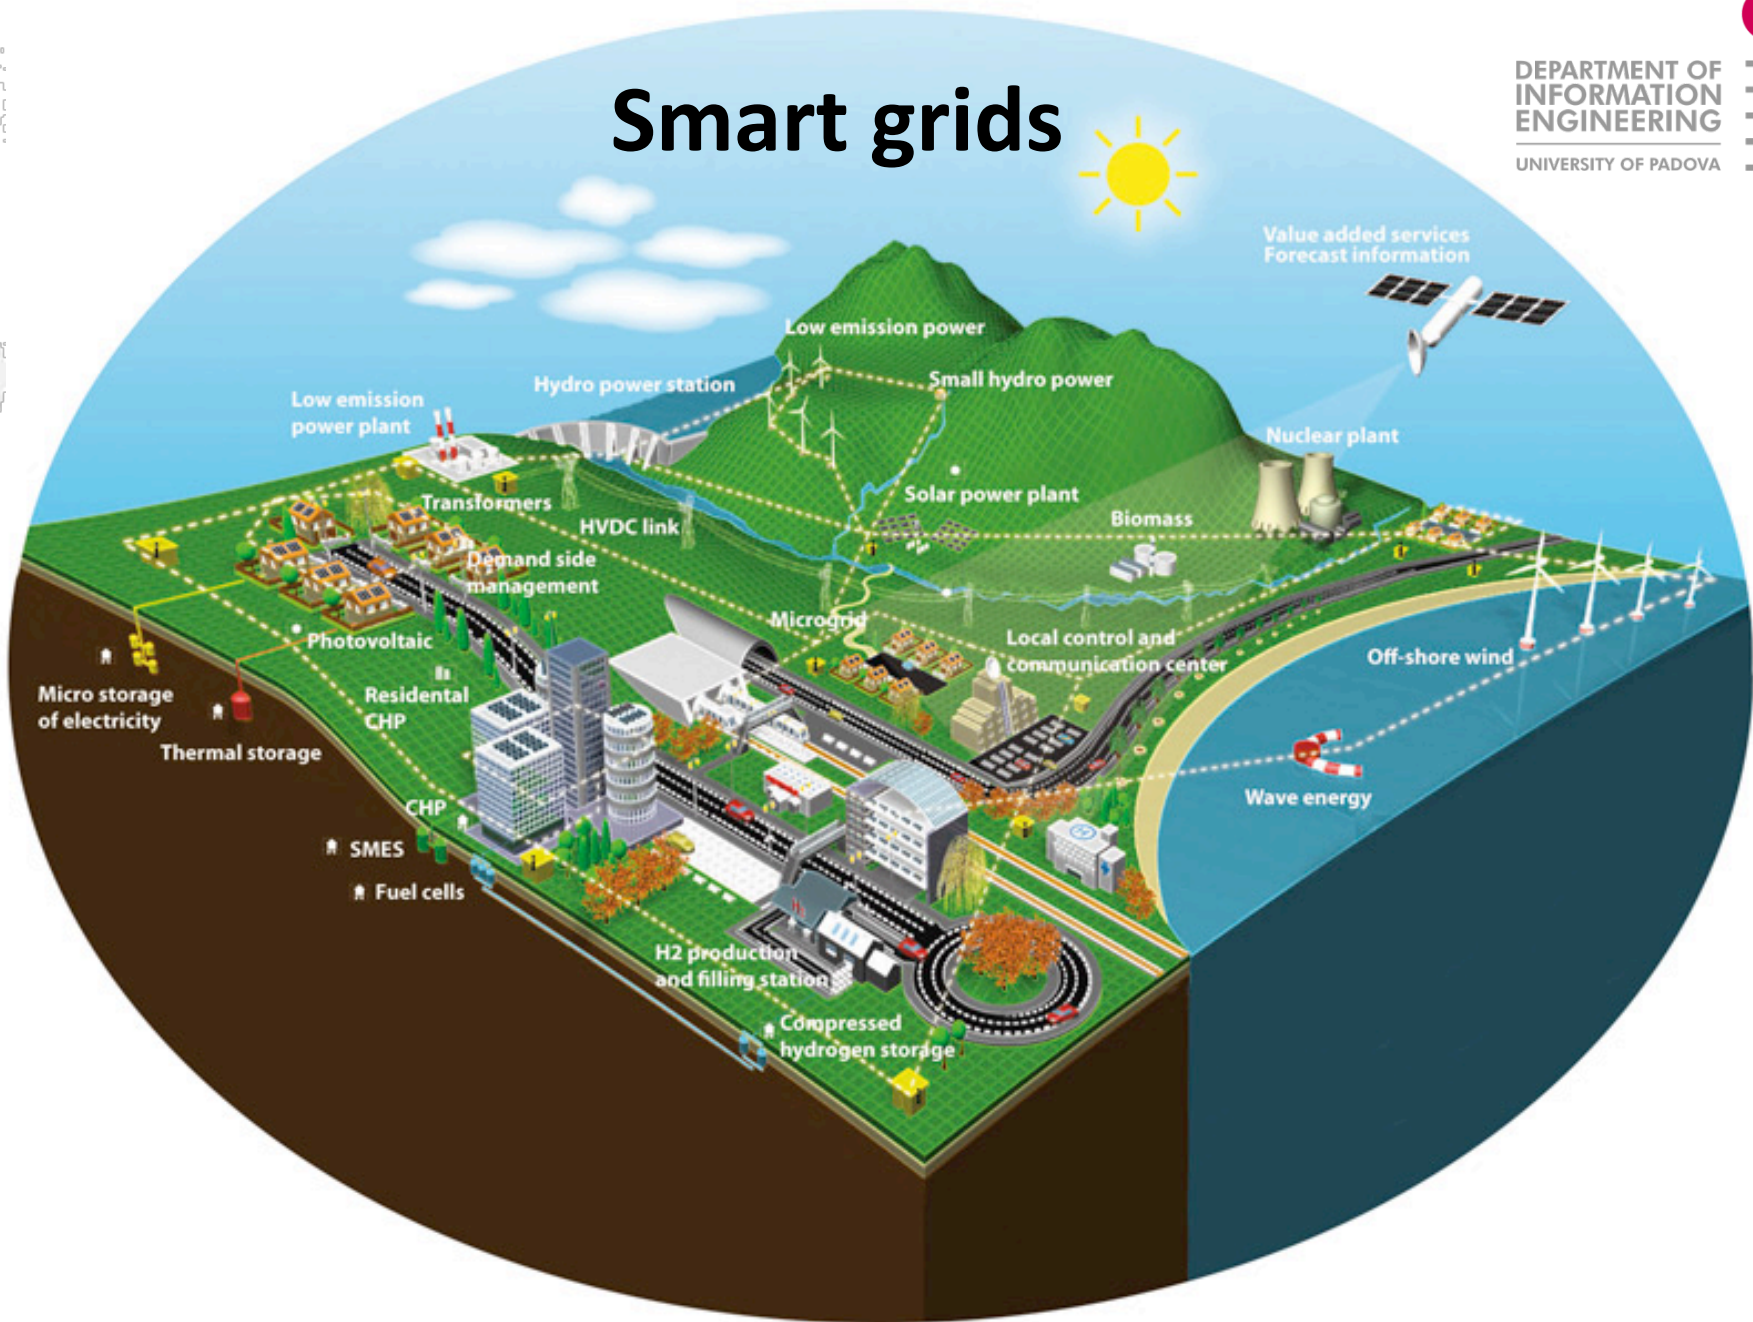 Smart grids
DEPARTMENT OF
INFORMATION
ENGINEERING
UNIVERSITY OF PADOVA
Value added services
Forecast information
Low emission power
Hydro power station
Small hydro power
Low emission
power plant
Nuclear plant
Transformers
Solar power plant
HVDC link
Biomass
Demand side
management
Microgrid
Photovoltaic
Local control and
communication center
Off-shore wind
Micro storage
of electricity
Residental
CHP
Thermal storage
Wave energy
CHP
SMES
Fuel cells
H2 production
and filling station
Compressed
hydrogen storage